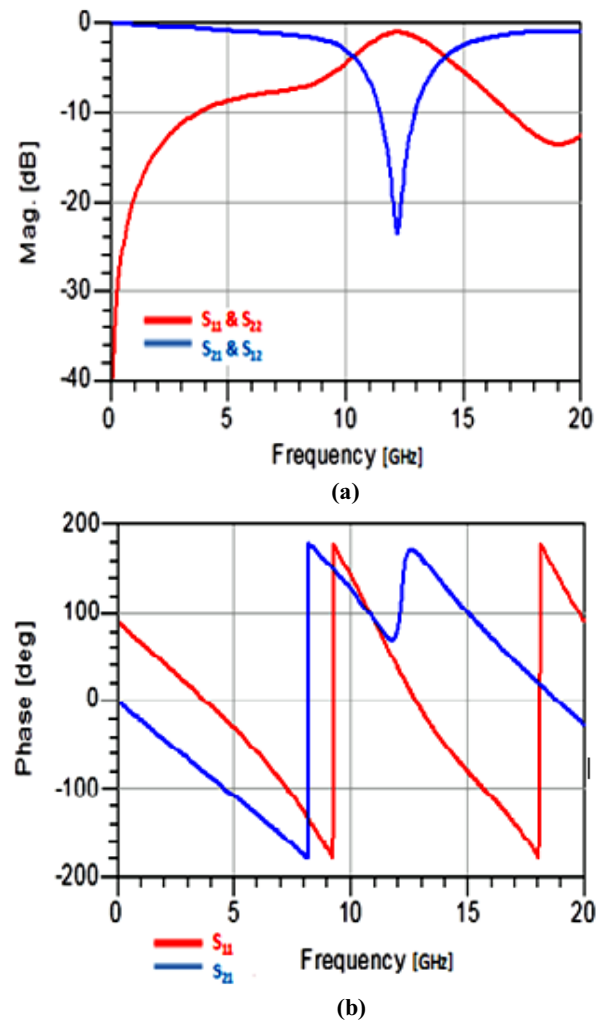 0
-10
-20
-30
-40
Mag. [dB]
S11 & S22
S21 & S12
0 5 10 15 20
Frequency [GHz]
(a)
200
100
0
-100
-200
Phase [deg]
0 5 10 15 20
S11
S21
Frequency [GHz]
(b)